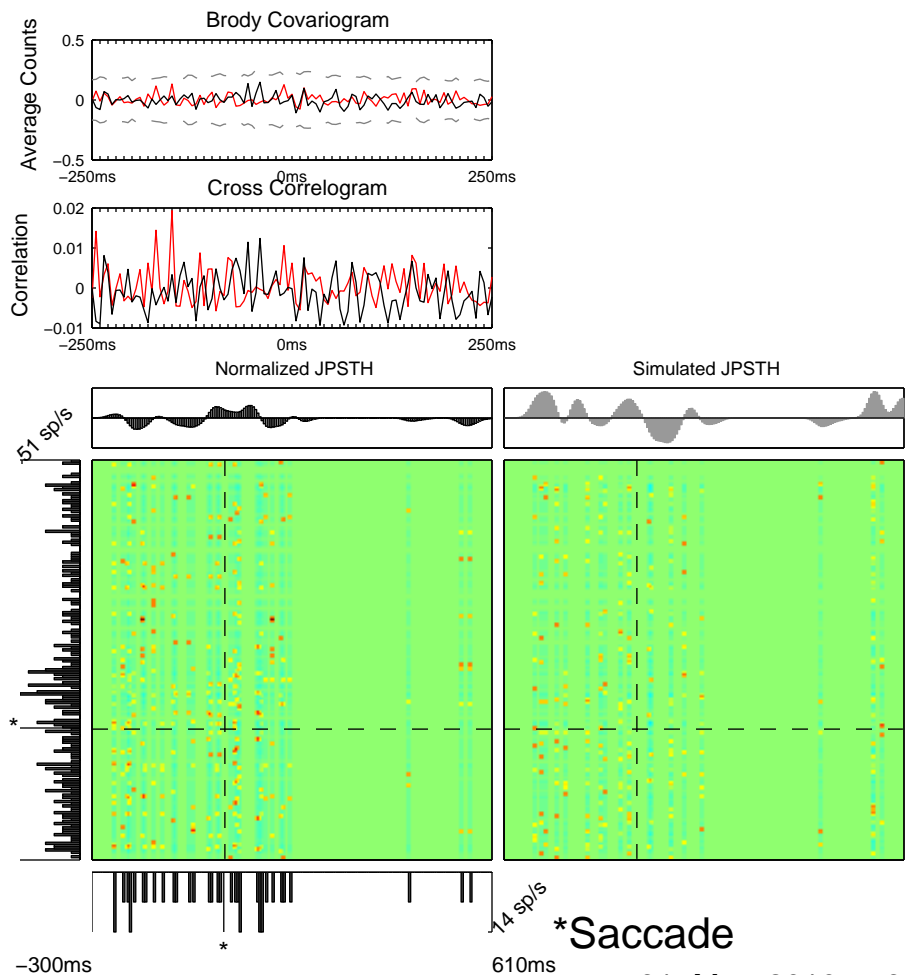 Brody Covariogram
Average Counts
0.5
0
−0.5
−250ms
0ms
250ms
Cross Correlogram
Correlation
0.02
0.01
0
−0.01
−250ms
0ms
250ms
Normalized JPSTH
Simulated JPSTH
51 sp/s
*
14 sp/s
*
*Saccade
−300ms
610ms